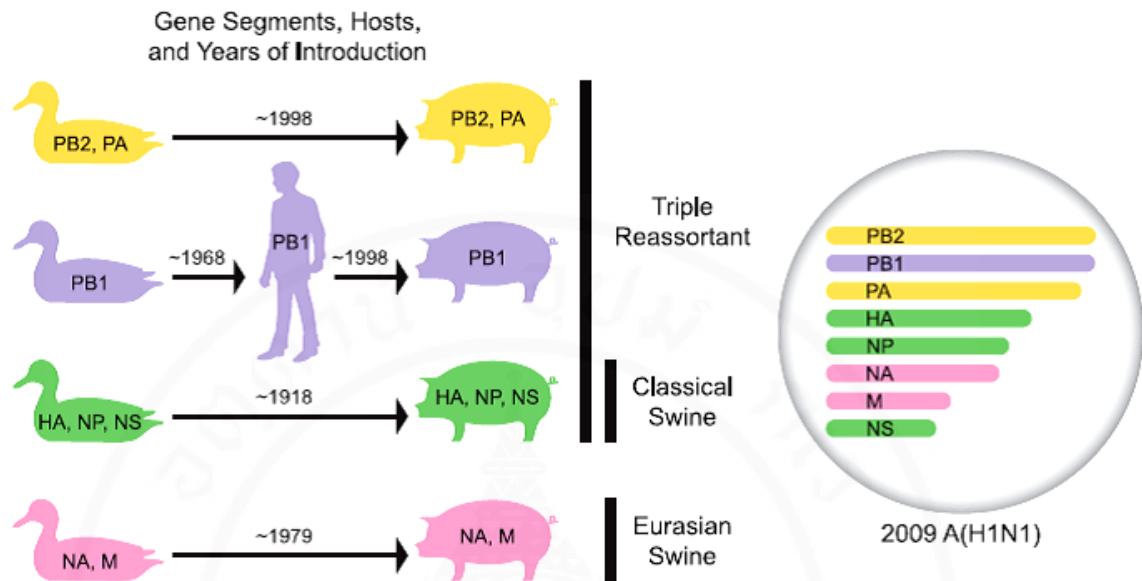 Gene Segments, Hosts,
and Years of Introduction
PB2, PA
~1998
PB2, PA
PB1
~1968
PB1
~1998
PB1
HA, NP, NS
~1918
HA, NP, NS
NA, M
~1979
NA, M
Triple
Reassortant
Classical
Swine
Eurasian
Swine
PB2
PB1
PA
HA
NP
NA
M
NS
2009 A(H1N1)